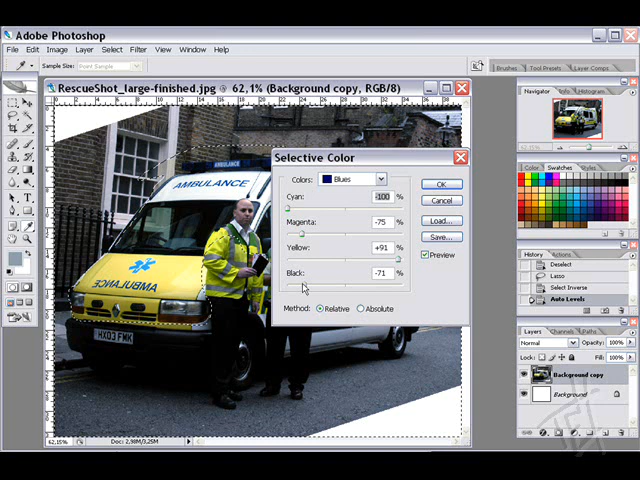 Adobe Photoshop
File Edit Image Layer Select Filter View Window Help
Sample Size: Point Sample
Brushes Tool Presets Layer Comps
RescueShot_large-finished.jpg @ 62,1% (Background copy, RGB/8)
Navigator Info Histogram
AMBULANCE
AMBULANCE
AMBULANCE
HX03 FMK
Selective Color
Colors: Blues
Cyan: -100 %
Magenta: -75 %
Yellow: +91 %
Black: -71 %
Method: Relative Absolute
OK
Cancel
Load...
Save...
Preview
Color Swatches Styles
History Actions
Deselect
Lasso
Select Inverse
Auto Levels
Layers Channels Paths
Normal Opacity: 100%
Lock: Fill: 100%
Background copy
Background
62,15% Doc: 2,98M/3,25M